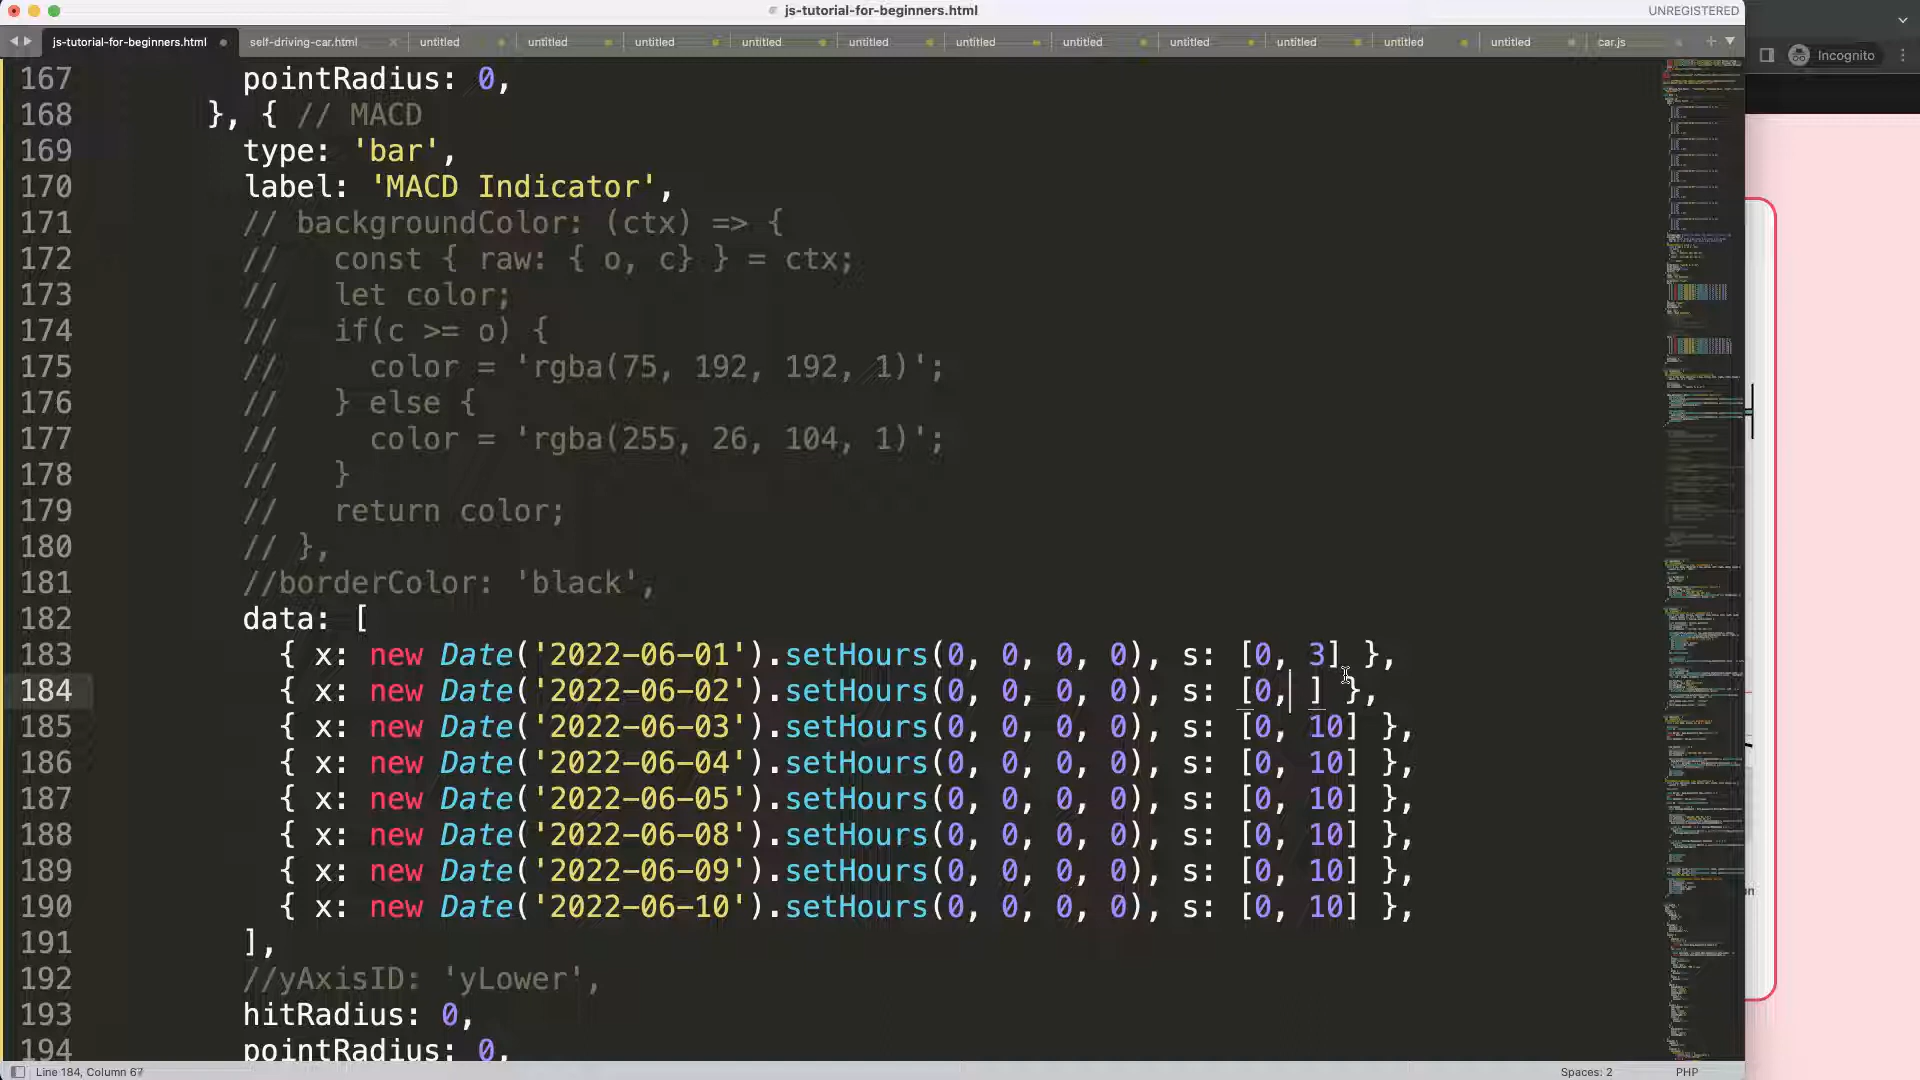 js-tutorial-for-beginners.html
UNREGISTERED
js-tutorial-for-beginners.html self-driving-car.html untitled untitled untitled untitled untitled untitled untitled untitled untitled untitled untitled car.js
Incognito
167 pointRadius: 0,
168 }, { // MACD
169 type: 'bar',
170 label: 'MACD Indicator',
171 // backgroundColor: (ctx) => {
172 // const { raw: { o, c} } = ctx;
173 // let color;
174 // if(c >= o) {
175 // color = 'rgba(75, 192, 192, 1)';
176 // } else {
177 // color = 'rgba(255, 26, 104, 1)';
178 // }
179 // return color;
180 // },
181 //borderColor: 'black',
182 data: [
183 { x: new Date('2022-06-01').setHours(0, 0, 0, 0), s: [0, 3] },
184 { x: new Date('2022-06-02').setHours(0, 0, 0, 0), s: [0, ] },
185 { x: new Date('2022-06-03').setHours(0, 0, 0, 0), s: [0, 10] },
186 { x: new Date('2022-06-04').setHours(0, 0, 0, 0), s: [0, 10] },
187 { x: new Date('2022-06-05').setHours(0, 0, 0, 0), s: [0, 10] },
188 { x: new Date('2022-06-08').setHours(0, 0, 0, 0), s: [0, 10] },
189 { x: new Date('2022-06-09').setHours(0, 0, 0, 0), s: [0, 10] },
190 { x: new Date('2022-06-10').setHours(0, 0, 0, 0), s: [0, 10] },
191 ],
192 //yAxisID: 'yLower',
193 hitRadius: 0,
194 pointRadius: 0,
Line 184, Column 67
Spaces: 2
PHP